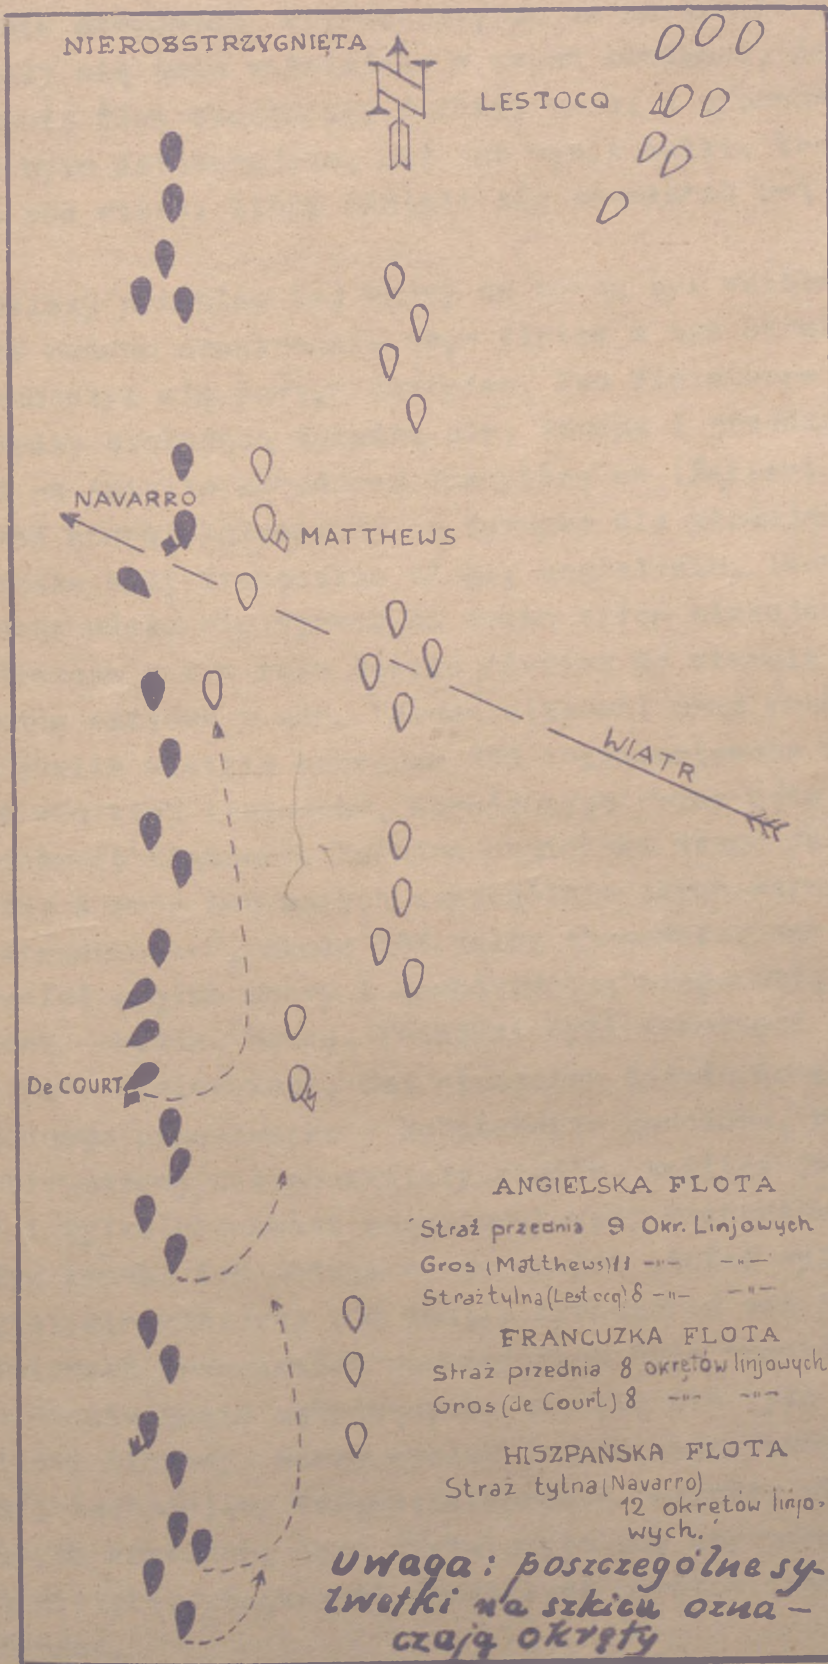 NIEROSSTRZYGNIĘTA
N
LESTOCQ
NAVARRO
MATTHEWS
WIATR
De COURT
ANGIELSKA FLOTA
Straż przednia 9 Okr. Linjowych
Gros (Matthews) 11 -"- -"-
Straż tylna (Lestocq) 8 -"- -"-
FRANCUZKA FLOTA
Straż przednia 8 okrętów linjowych
Gros (de Court) 8 -"- -"-
HISZPAŃSKA FLOTA
Straż tylna (Navarro)
12 okrętów linjo-
wych.
Uwaga: poszczególne sy-
lwetki na szkicu ozna-
czają okręty